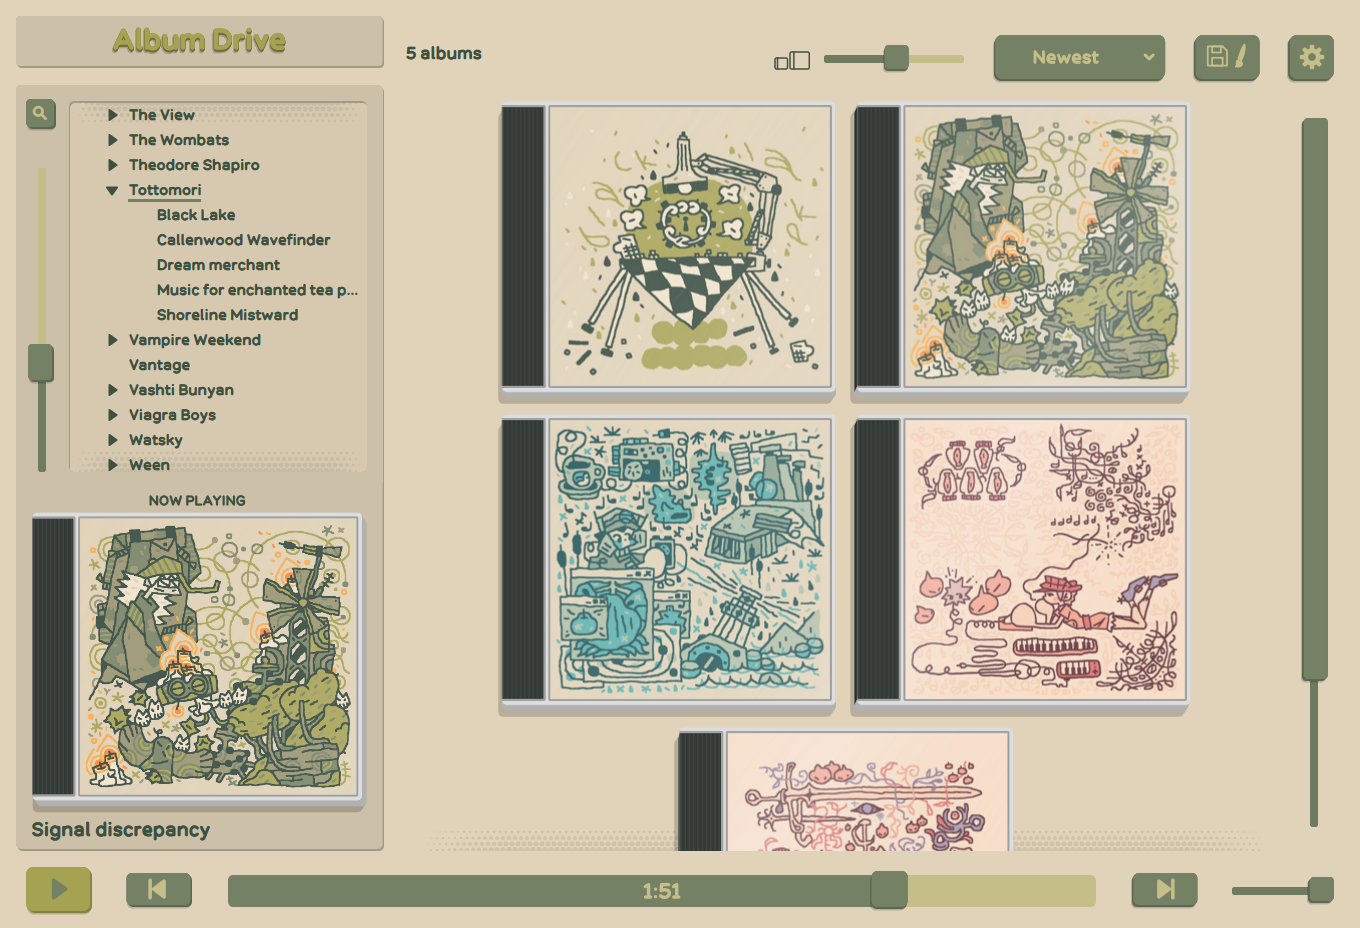 Album Drive
5 albums
Newest
The View
The Wombats
Theodore Shapiro
Tottomori
Black Lake
Callenwood Wavefinder
Dream merchant
Music for enchanted tea p...
Shoreline Mistward
Vampire Weekend
Vantage
Vashti Bunyan
Viagra Boys
Watsky
Ween
NOW PLAYING
Signal discrepancy
1:51